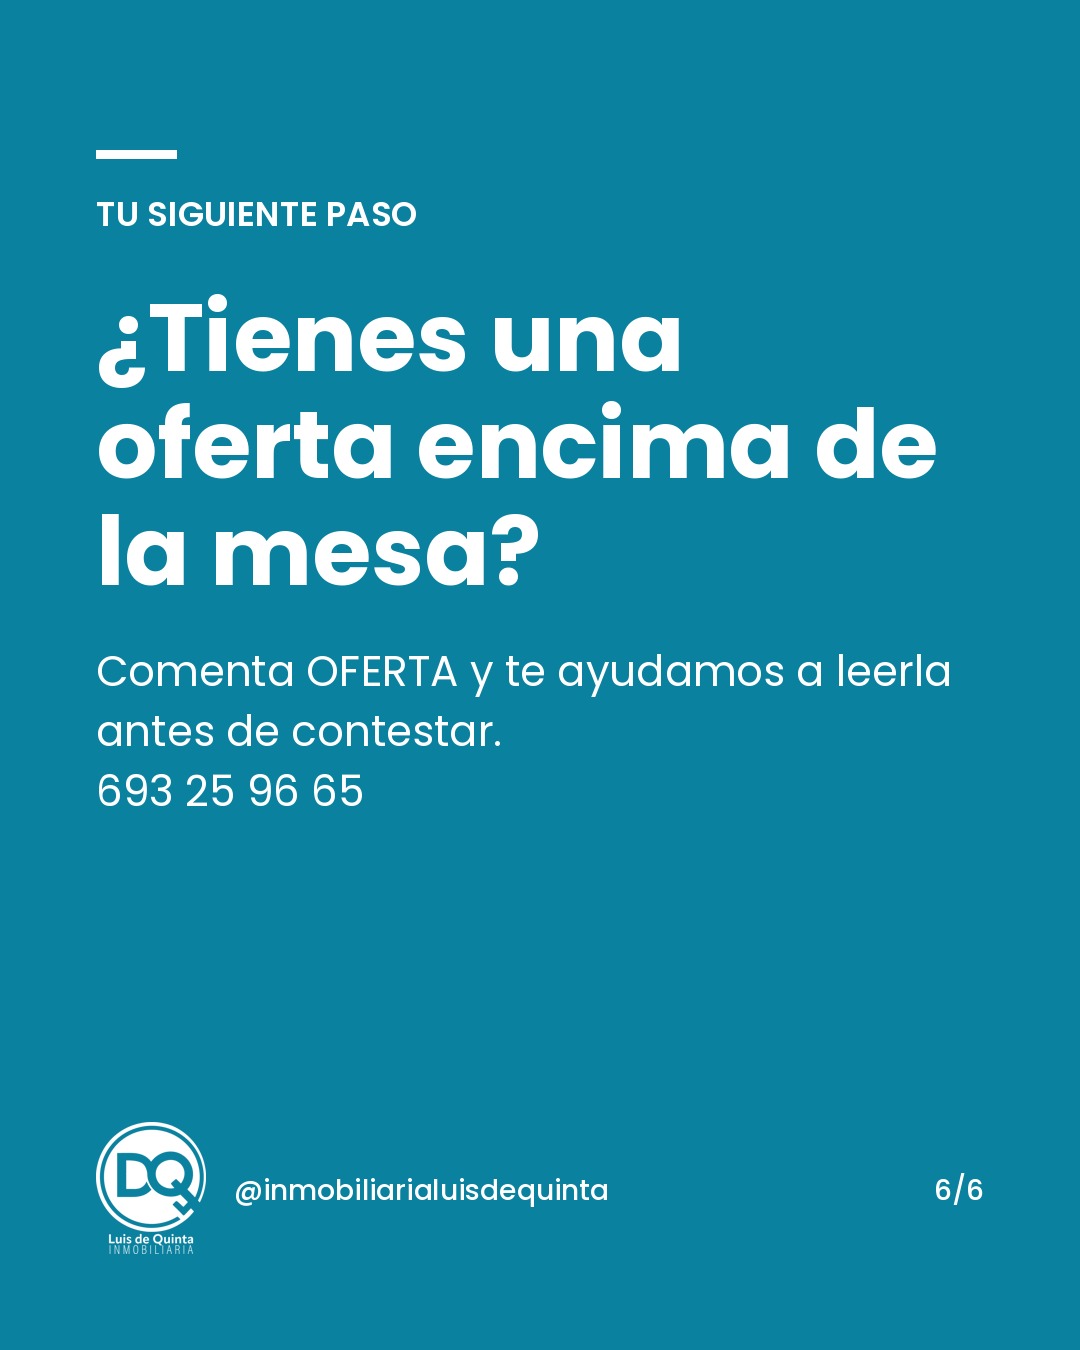 TU SIGUIENTE PASO
¿Tienes una
oferta encima de
la mesa?
Comenta OFERTA y te ayudamos a leerla
antes de contestar.
693 25 96 65
DQ
Luis de Quinta
INMOBILIARIA
@inmobiliarialuisdequinta
6/6